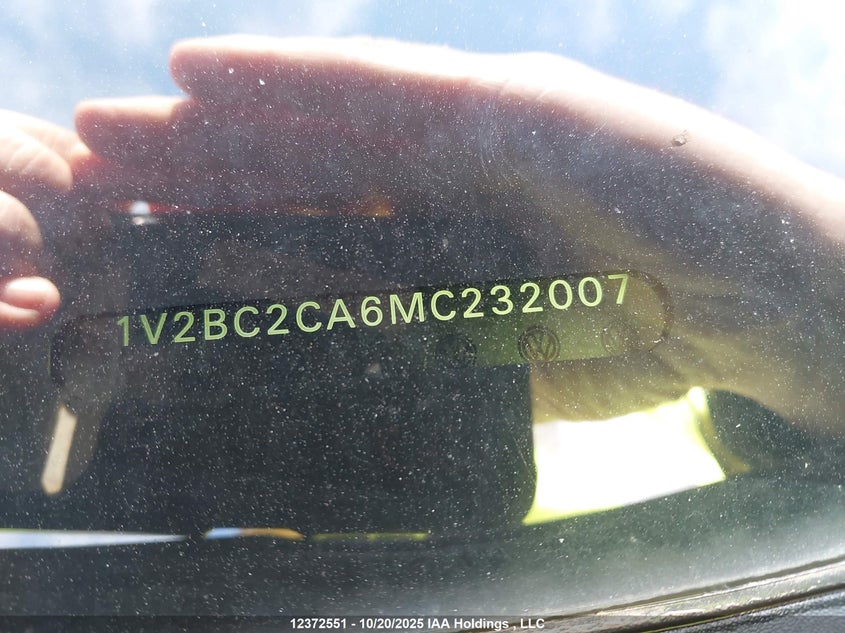 1V2BC2CA6MC232007
12372551 - 10/20/2025 IAA Holdings , LLC